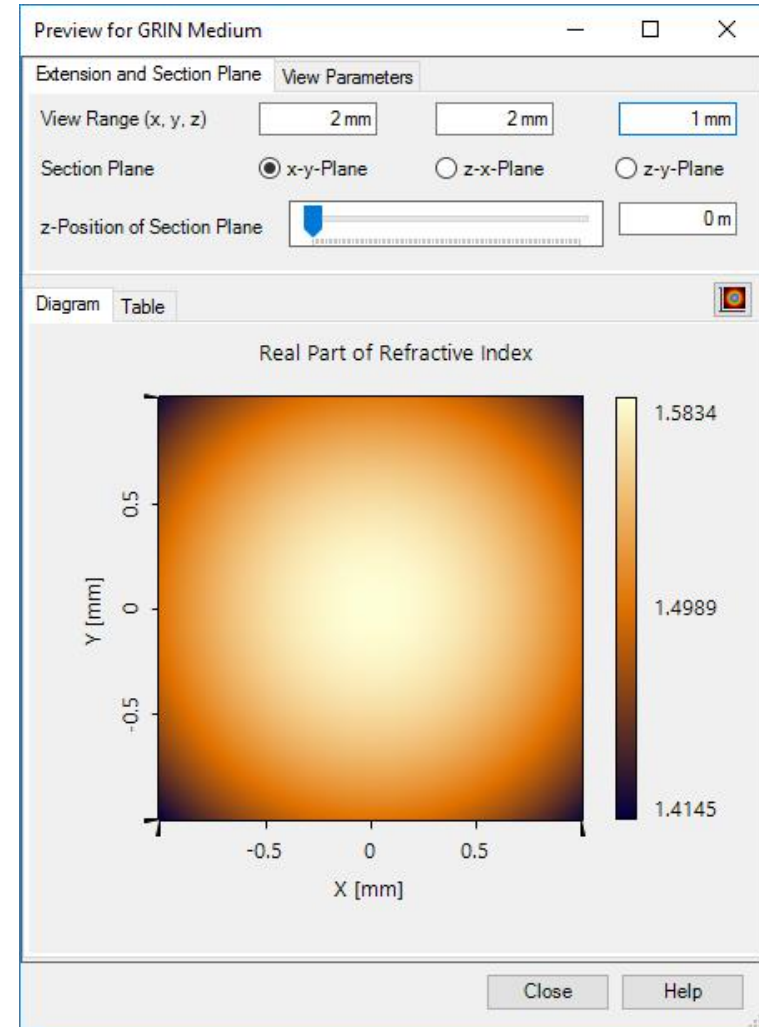 Preview for GRIN Medium
Extension and Section Plane View Parameters
View Range (x, y, z) 2 mm 2 mm 1 mm
Section Plane x-y-Plane z-x-Plane z-y-Plane
z-Position of Section Plane 0 m
Diagram Table
Real Part of Refractive Index
1.5834
0.5
Y [mm] 0 1.4989
-0.5
1.4145
-0.5 0 0.5
X [mm]
Close Help